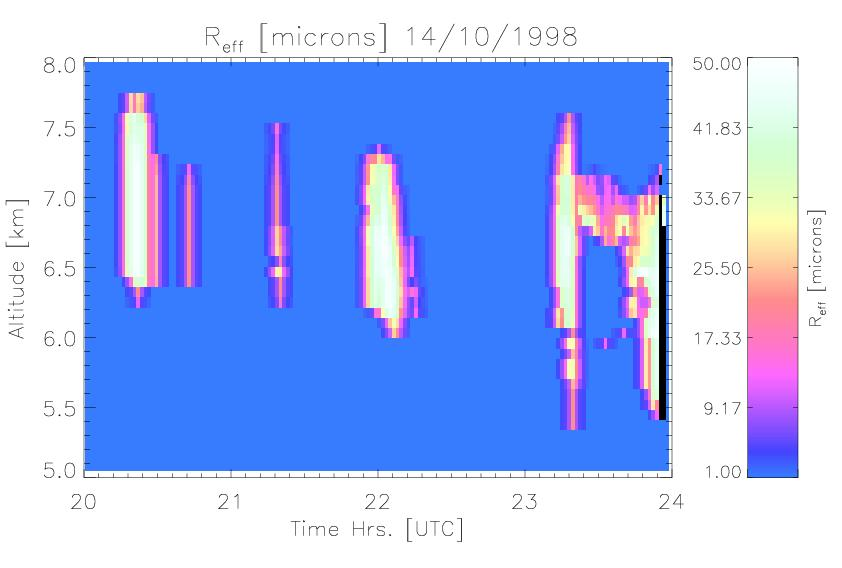 R_eff [microns] 14/10/1998
8.0
7.5
7.0
6.5
6.0
5.5
5.0
Altitude [km]
20 21 22 23 24
Time Hrs. [UTC]
50.00
41.83
33.67
25.50
17.33
9.17
1.00
R_eff [microns]